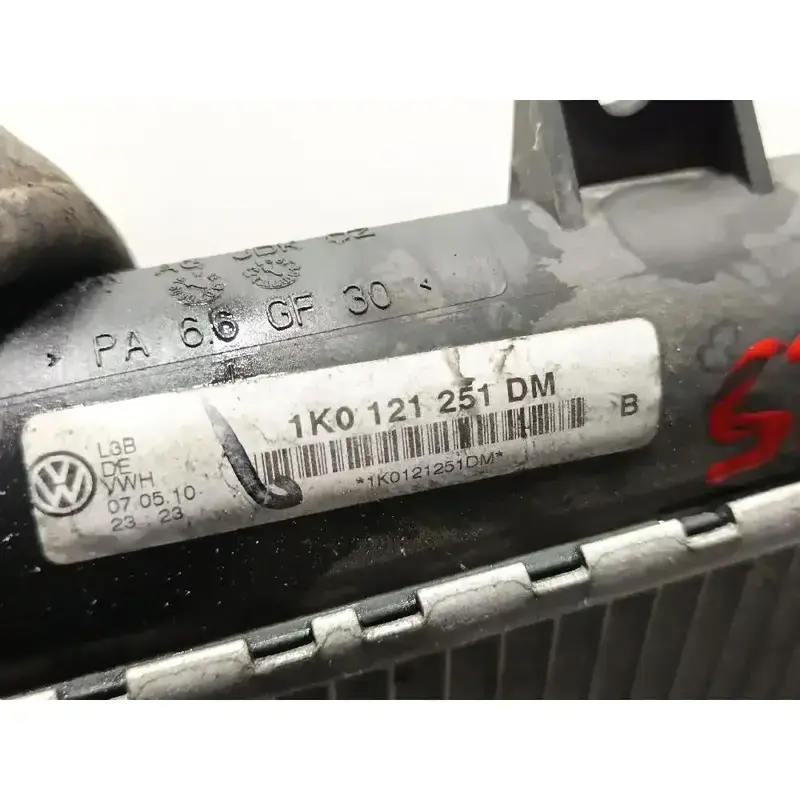 PA 6.6 GF 30
1K0 121 251 DM
B
LGB
DE
VWH
07.05.10
23 : 23
*1K0121251DM*